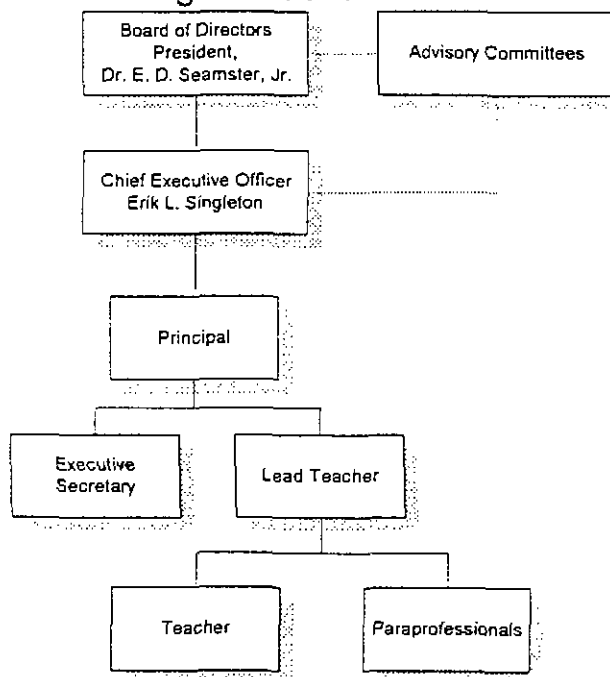 Board of Directors
President,
Dr. E. D. Seamster, Jr.
Advisory Committees
Chief Executive Officer
Erik L. Singleton
Principal
Executive
Secretary
Lead Teacher
Teacher
Paraprofessionals